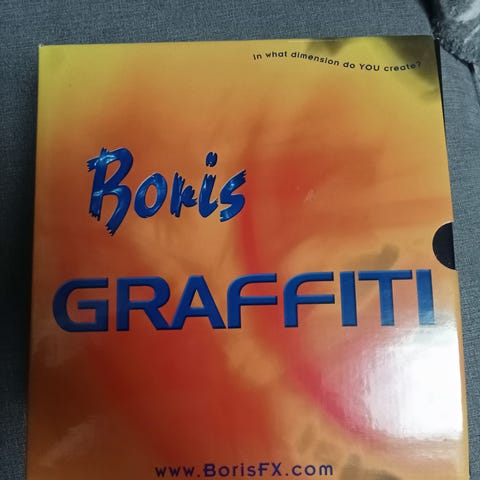 In what dimension do YOU create?
Boris
GRAFFITI
www.BorisFX.com